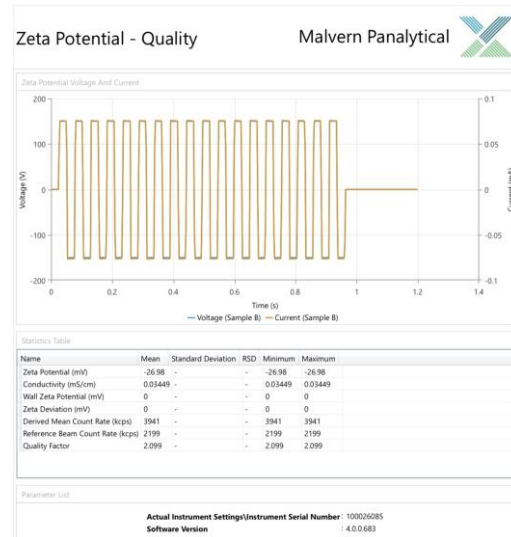 Zeta Potential - Quality
Malvern Panalytical
Zeta Potential Voltage And Current
200
100
0
-100
-200
Voltage (V)
0.1
0.05
0
-0.05
-0.1
Current (mA)
0 0.2 0.4 0.6 0.8 1 1.2 1.4
Time (s)
Voltage (Sample B) Current (Sample B)
Statistics Table
Name Mean Standard Deviation RSD Minimum Maximum
Zeta Potential (mV) -26.98 - - -26.98 -26.98
Conductivity (mS/cm) 0.03449 - - 0.03449 0.03449
Wall Zeta Potential (mV) 0 - - 0 0
Zeta Deviation (mV) 0 - - 0 0
Derived Mean Count Rate (kcps) 3941 - - 3941 3941
Reference Beam Count Rate (kcps) 2199 - - 2199 2199
Quality Factor 2.099 - - 2.099 2.099
Parameter List
Actual Instrument Settings\Instrument Serial Number : 100026085
Software Version : 4.0.0.683